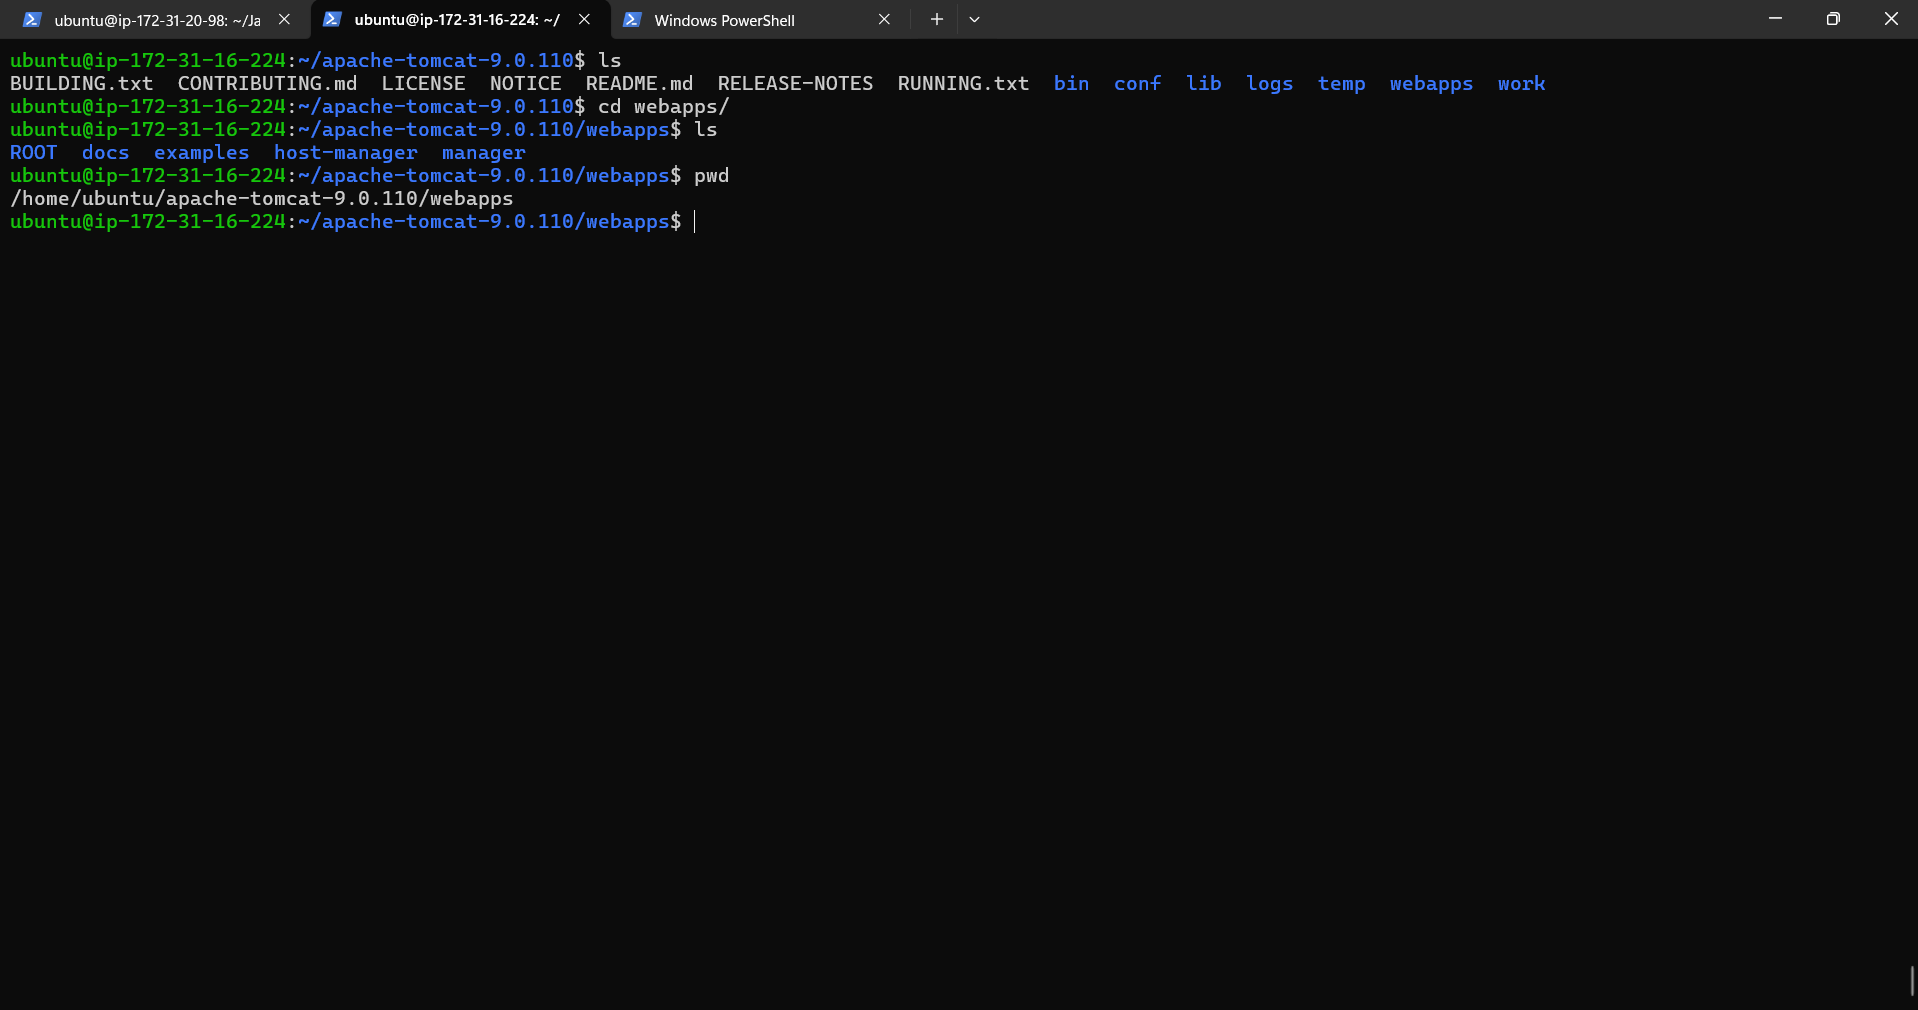 ubuntu@ip-172-31-20-98: ~/Ja
ubuntu@ip-172-31-16-224: ~/
Windows PowerShell
ubuntu@ip-172-31-16-224:~/apache-tomcat-9.0.110$ ls
BUILDING.txt  CONTRIBUTING.md  LICENSE  NOTICE  README.md  RELEASE-NOTES  RUNNING.txt  bin  conf  lib  logs  temp  webapps  work
ubuntu@ip-172-31-16-224:~/apache-tomcat-9.0.110$ cd webapps/
ubuntu@ip-172-31-16-224:~/apache-tomcat-9.0.110/webapps$ ls
ROOT  docs  examples  host-manager  manager
ubuntu@ip-172-31-16-224:~/apache-tomcat-9.0.110/webapps$ pwd
/home/ubuntu/apache-tomcat-9.0.110/webapps
ubuntu@ip-172-31-16-224:~/apache-tomcat-9.0.110/webapps$